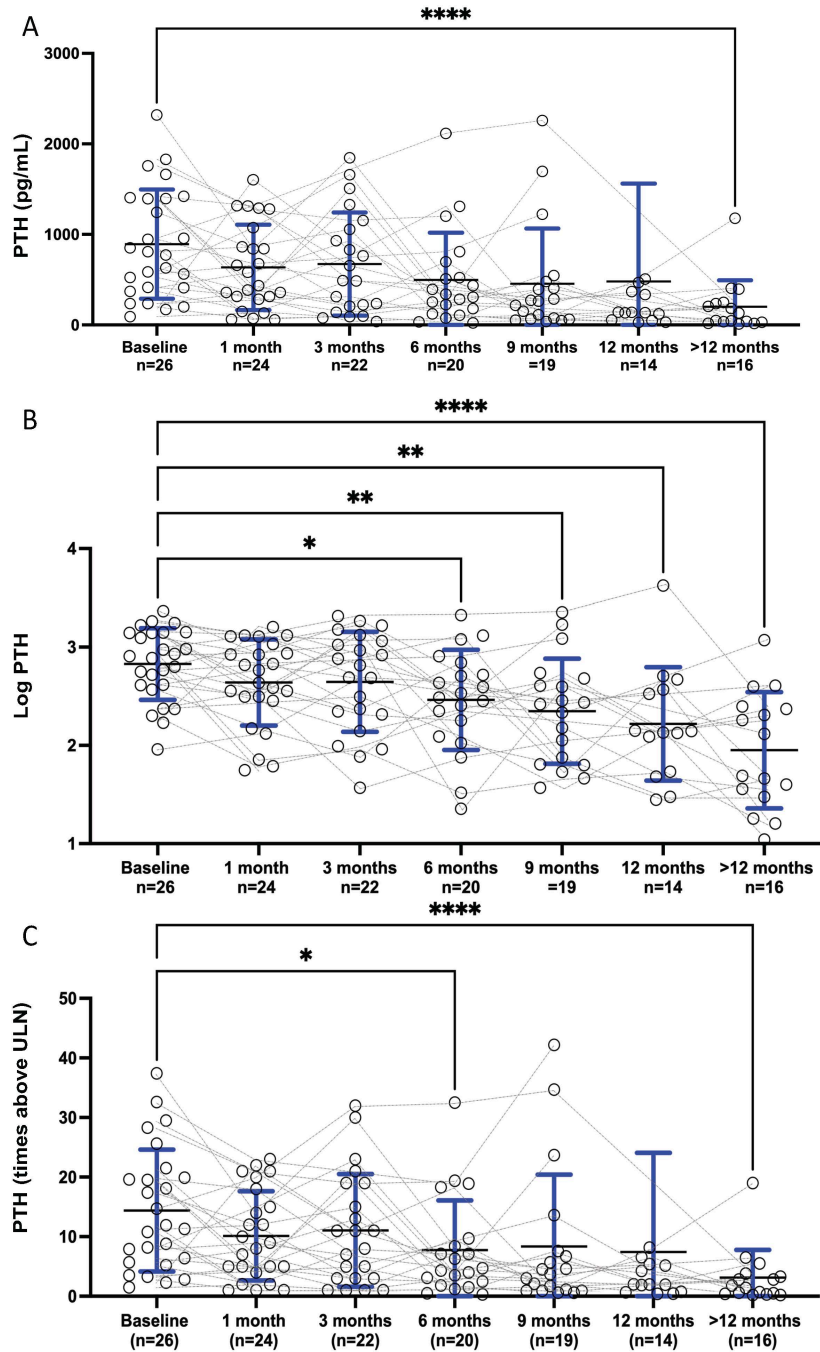 A
****
3000
2000
1000
0
PTH (pg/mL)
Baseline 1 month 3 months 6 months 9 months 12 months >12 months
n=26 n=24 n=22 n=20 =19 n=14 n=16
B
****
**
**
*
4
3
2
1
Log PTH
Baseline 1 month 3 months 6 months 9 months 12 months >12 months
n=26 n=24 n=22 n=20 =19 n=14 n=16
C
****
*
50
40
30
20
10
0
PTH (times above ULN)
Baseline 1 month 3 months 6 months 9 months 12 months >12 months
(n=26) (n=24) (n=22) (n=20) (n=19) (n=14) (n=16)